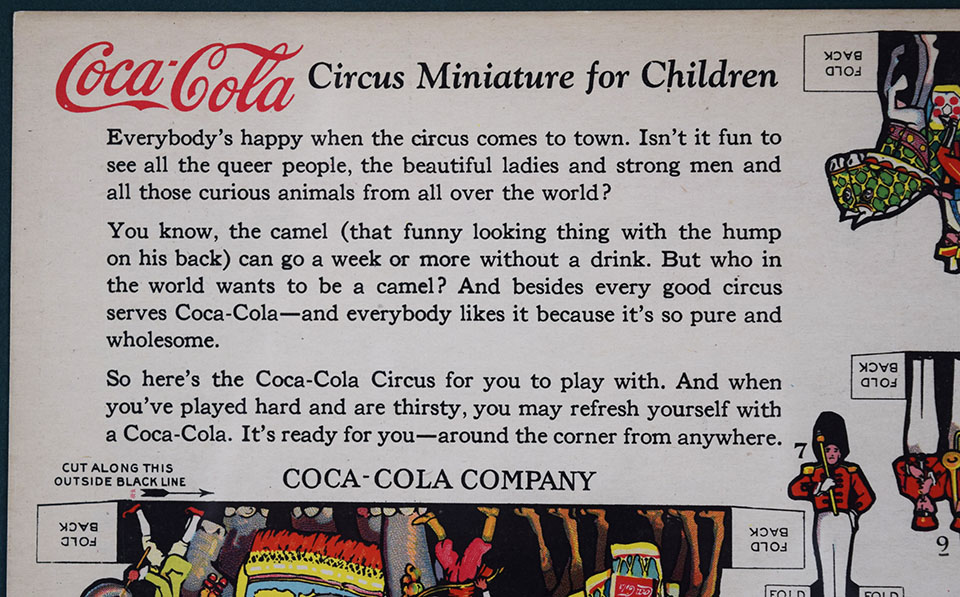 Coca-Cola Circus Miniature for Children
Everybody's happy when the circus comes to town. Isn't it fun to
see all the queer people, the beautiful ladies and strong men and
all those curious animals from all over the world?
You know, the camel (that funny looking thing with the hump
on his back) can go a week or more without a drink. But who in
the world wants to be a camel? And besides every good circus
serves Coca-Cola—and everybody likes it because it's so pure and
wholesome.
So here's the Coca-Cola Circus for you to play with. And when
you've played hard and are thirsty, you may refresh yourself with
a Coca-Cola. It's ready for you—around the corner from anywhere.
COCA-COLA COMPANY
CUT ALONG THIS
OUTSIDE BLACK LINE
FOLD
BACK
FOLD
BACK
FOLD
BACK
FOLD
BACK
7
9
Coca-Cola
FOLD
FOLD